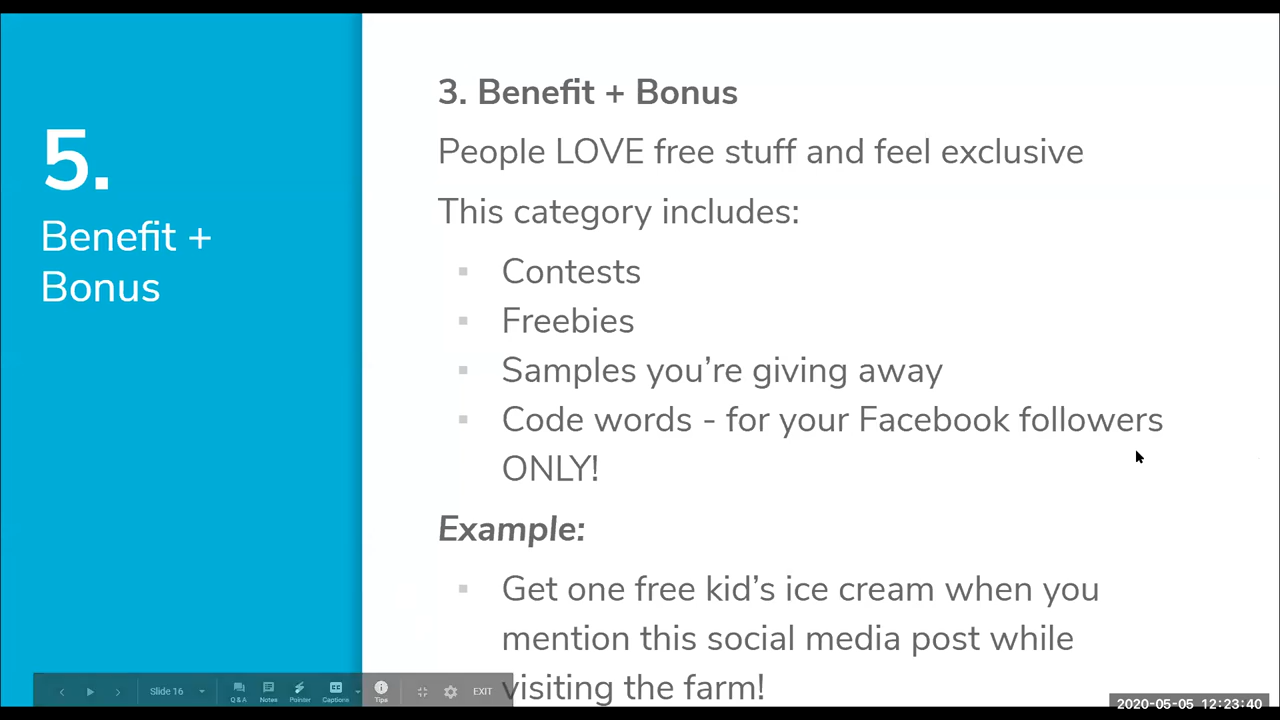 5.
Benefit +
Bonus
3. Benefit + Bonus
People LOVE free stuff and feel exclusive
This category includes:
Contests
Freebies
Samples you’re giving away
Code words - for your Facebook followers
ONLY!
Example:
Get one free kid’s ice cream when you
mention this social media post while
visiting the farm!
Slide 16
Q & A
Notes
Pointer
Captions
Tips
EXIT
2020-05-05 12:23:40